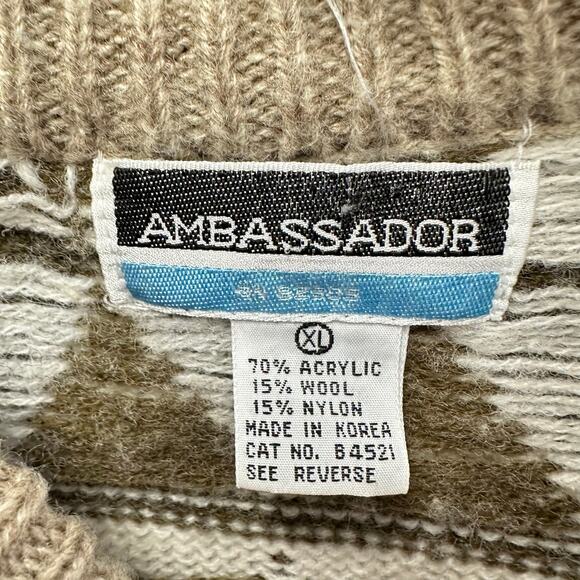 AMBASSADOR
XL
70% ACRYLIC
15% WOOL
15% NYLON
MADE IN KOREA
CAT NO. B4521
SEE REVERSE